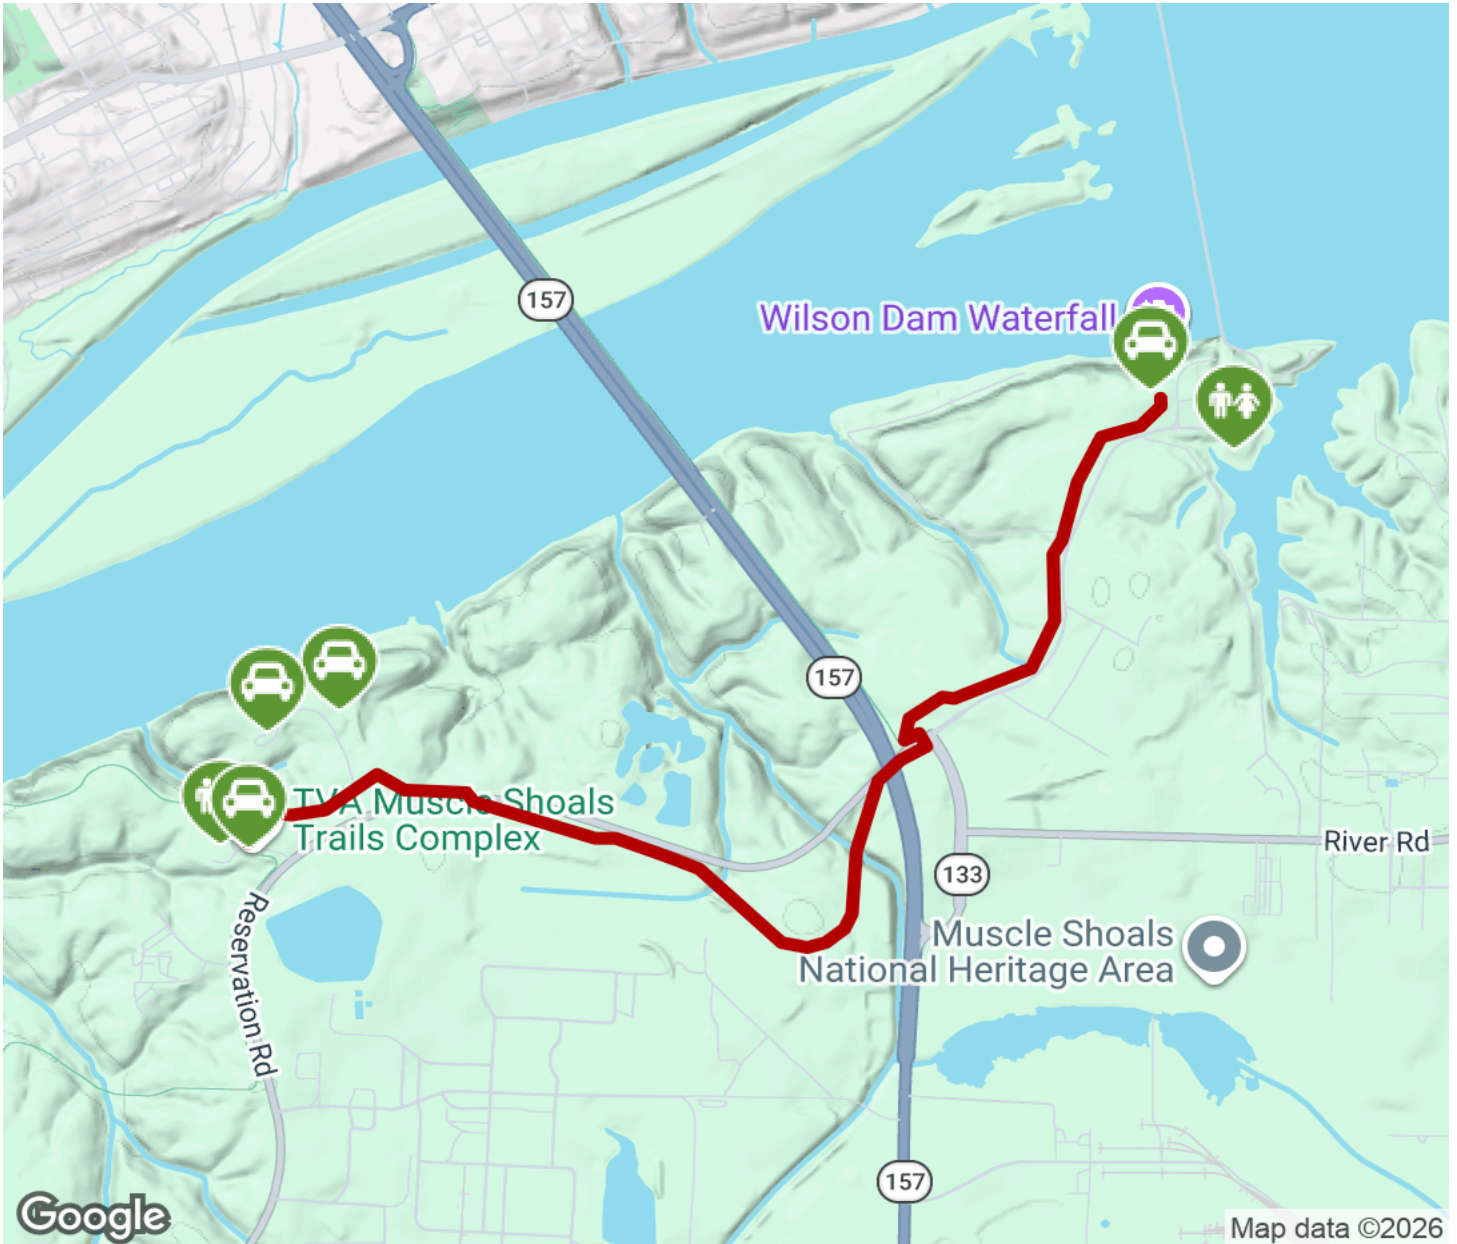 157
Wilson Dam Waterfall
157
TVA Muscle Shoals
Trails Complex
River Rd
133
Reservation Rd
Muscle Shoals
National Heritage Area
157
Google
Map data ©2026